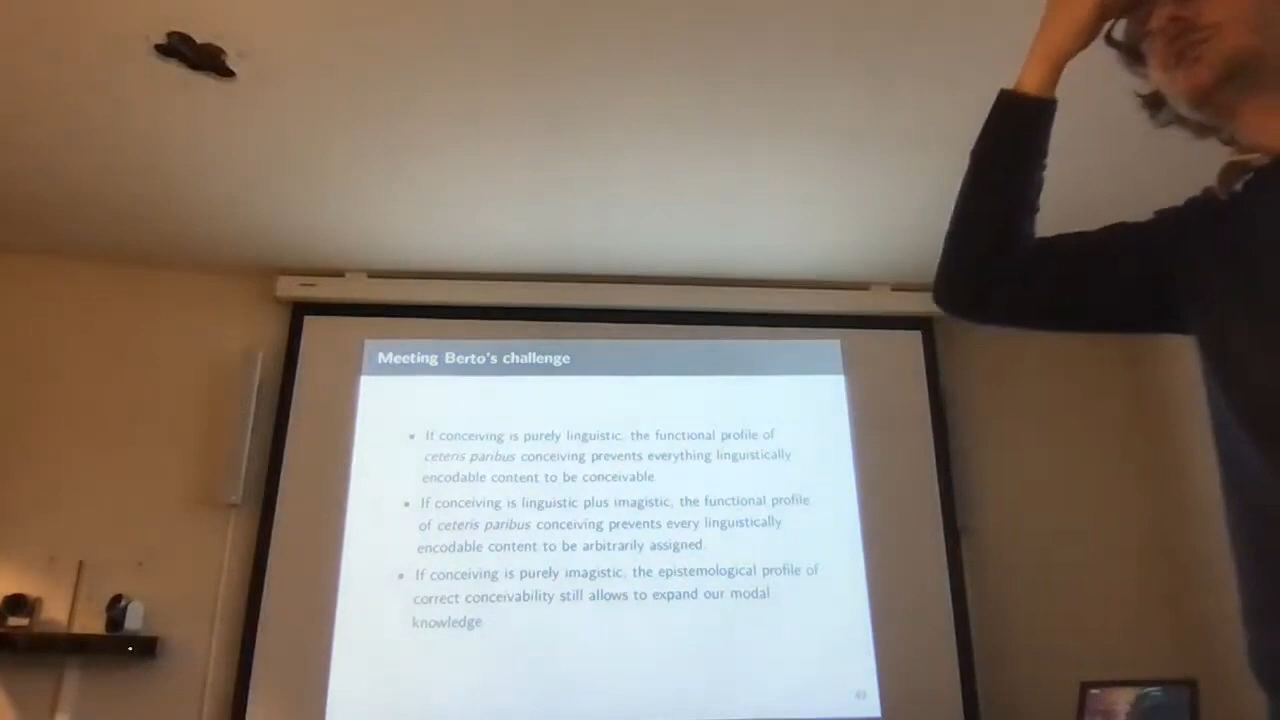 Meeting Berto's challenge
• If conceiving is purely linguistic, the functional profile of
ceteris paribus conceiving prevents everything linguistically
encodable content to be conceivable
• If conceiving is linguistic plus imagistic, the functional profile
of ceteris paribus conceiving prevents every linguistically
encodable content to be arbitrarily assigned
• If conceiving is purely imagistic, the epistemological profile of
correct conceivability still allows to expand our modal
knowledge